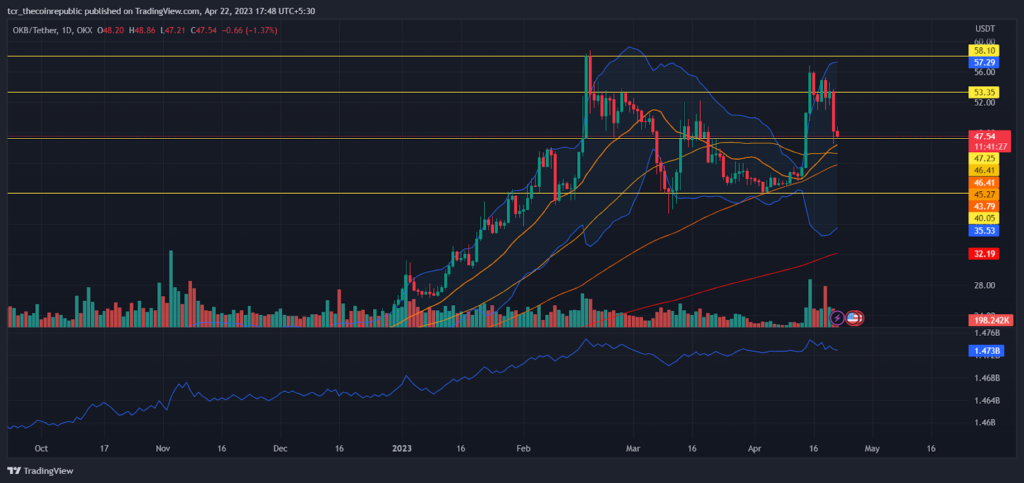 tcr_thecoinrepublic published on TradingView.com, Apr 22, 2023 17:48 UTC+5:30
OKB/Tether, 1D, OKX O48.20 H48.86 L47.21 C47.54 −0.66 (−1.37%)
USDT
60.00
58.10
57.29
56.00
53.35
52.00
47.54
11:41:27
47.25
46.41
46.41
45.27
43.79
40.05
35.53
32.19
28.00
198.242K
1.476B
1.473B
1.468B
1.464B
1.46B
Oct 17 Nov 16 Dec 16 2023 16 Feb Mar 16 Apr 16 May 16
TradingView